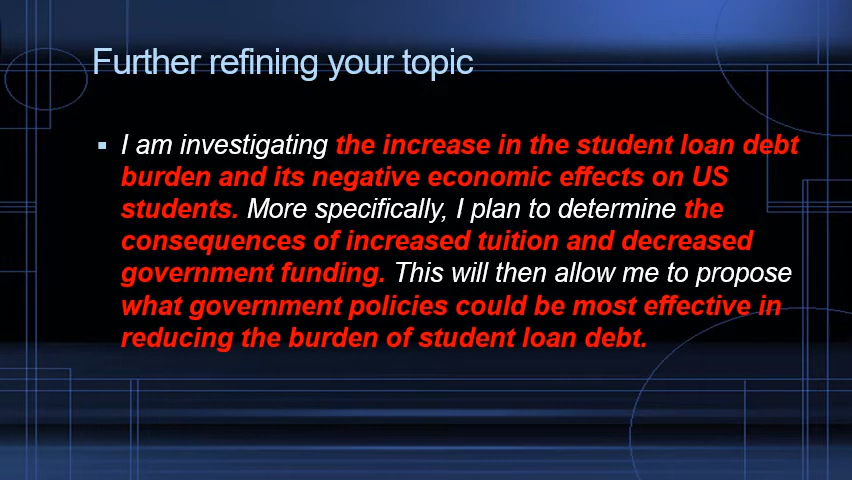 Further refining your topic
I am investigating the increase in the student loan debt
burden and its negative economic effects on US
students. More specifically, I plan to determine the
consequences of increased tuition and decreased
government funding. This will then allow me to propose
what government policies could be most effective in
reducing the burden of student loan debt.